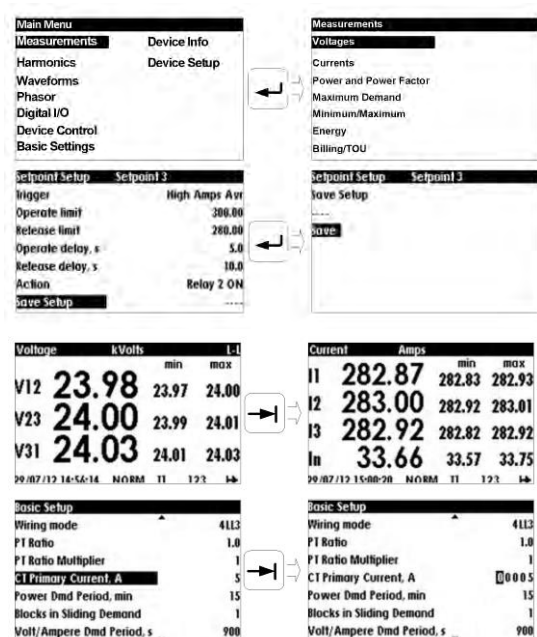 Main Menu
Measurements Device Info
Harmonics Device Setup
Waveforms
Phasor
Digital I/O
Device Control
Basic Settings
Measurements
Voltages
Currents
Power and Power Factor
Maximum Demand
Minimum/Maximum
Energy
Billing/TOU
Setpoint Setup Setpoint 3
Trigger High Amps Avr
Operate limit 300.00
Release limit 280.00
Operate delay, s 5.0
Release delay, s 10.0
Action Relay 2 ON
Save Setup ----
Setpoint Setup Setpoint 3
Save Setup
----
Save
Voltage kVolts L-L
min max
V12 23.98 23.97 24.00
V23 24.00 23.99 24.01
V31 24.03 24.01 24.03
29/07/12 14:56:14 NORM T1 123
Current Amps
min max
I1 282.87 282.83 282.93
I2 283.00 282.92 283.01
I3 282.92 282.82 282.92
In 33.66 33.57 33.75
29/07/12 15:00:20 NORM T1 123
Basic Setup
Wiring mode 4LL3
PT Ratio 1.0
PT Ratio Multiplier 1
CT Primary Current, A 5
Power Dmd Period, min 15
Blocks in Sliding Demand 1
Volt/Ampere Dmd Period, s 900
Basic Setup
Wiring mode 4LL3
PT Ratio 1.0
PT Ratio Multiplier 1
CT Primary Current, A 00005
Power Dmd Period, min 15
Blocks in Sliding Demand 1
Volt/Ampere Dmd Period, s 900